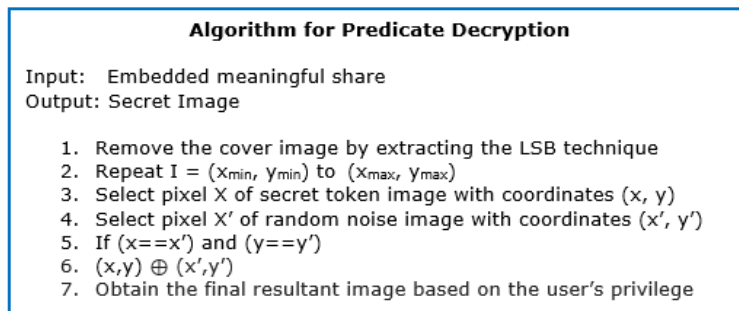 Algorithm for Predicate Decryption
Input: Embedded meaningful share
Output: Secret Image
1. Remove the cover image by extracting the LSB technique
2. Repeat I = (xmin, ymin) to (xmax, ymax)
3. Select pixel X of secret token image with coordinates (x, y)
4. Select pixel X’ of random noise image with coordinates (x’, y’)
5. If (x==x’) and (y==y’)
6. (x,y) ⊕ (x’,y’)
7. Obtain the final resultant image based on the user’s privilege